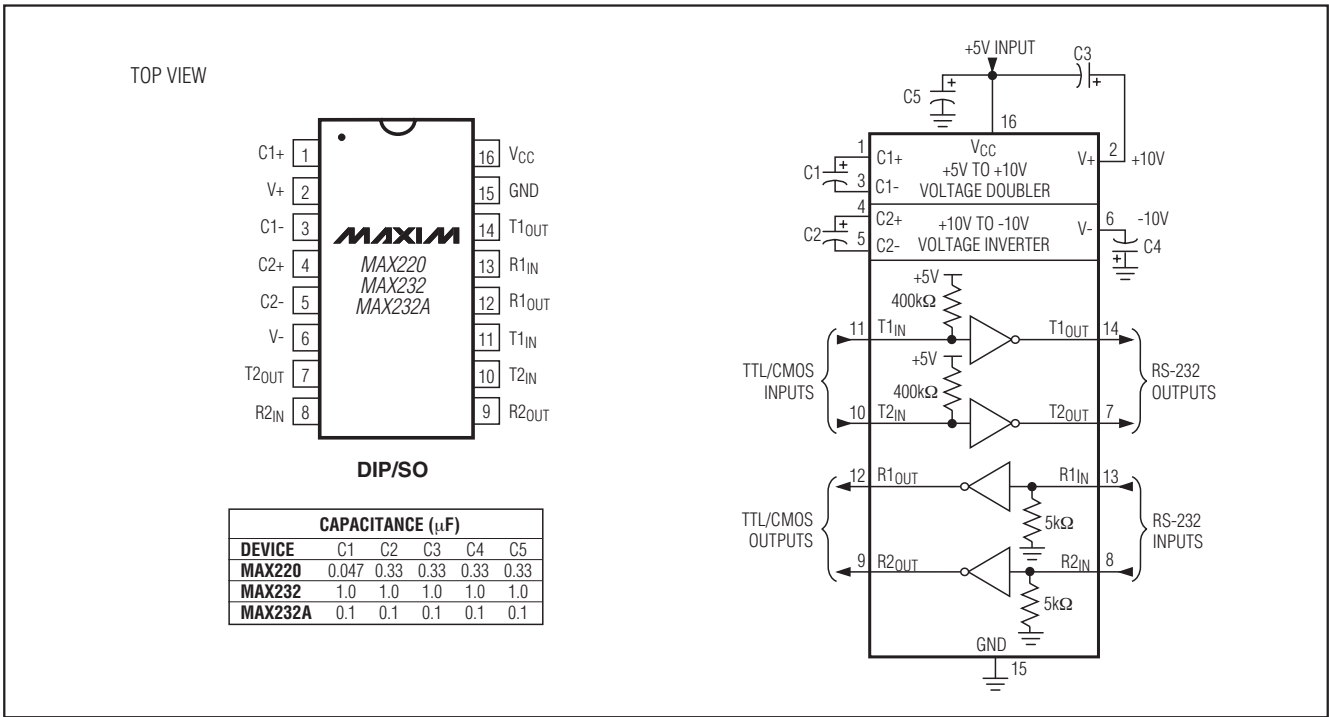 TOP VIEW
C1+ 1
V+ 2
C1- 3
C2+ 4
C2- 5
V- 6
T2OUT 7
R2IN 8
16 VCC
15 GND
14 T1OUT
13 R1IN
12 R1OUT
11 T1IN
10 T2IN
9 R2OUT
MAXIM
MAX220
MAX232
MAX232A
DIP/SO
CAPACITANCE (μF)
DEVICE C1 C2 C3 C4 C5
MAX220 0.047 0.33 0.33 0.33 0.33
MAX232 1.0 1.0 1.0 1.0 1.0
MAX232A 0.1 0.1 0.1 0.1 0.1
+5V INPUT
C3
+
C5
+
16
VCC
1 C1+
C1 +
3 C1-
+5V TO +10V
VOLTAGE DOUBLER
V+ 2 +10V
4 C2+
C2 +
5 C2-
+10V TO -10V
VOLTAGE INVERTER
V- 6 -10V
C4
+
+5V
400kΩ
11 T1IN
T1OUT 14
+5V
400kΩ
10 T2IN
T2OUT 7
TTL/CMOS
INPUTS
RS-232
OUTPUTS
12 R1OUT
R1IN 13
5kΩ
9 R2OUT
R2IN 8
5kΩ
TTL/CMOS
OUTPUTS
RS-232
INPUTS
GND
15